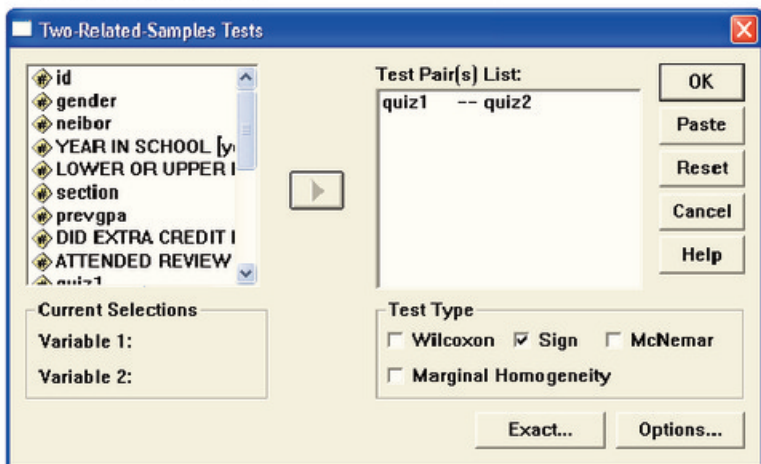 Two-Related-Samples Tests
id
gender
neibor
YEAR IN SCHOOL [y
LOWER OR UPPER
section
prevgpa
DID EXTRA CREDIT
ATTENDED REVIEW
quiz1
Test Pair(s) List:
quiz1 -- quiz2
OK
Paste
Reset
Cancel
Help
Current Selections
Variable 1:
Variable 2:
Test Type
Wilcoxon Sign McNemar
Marginal Homogeneity
Exact... Options...